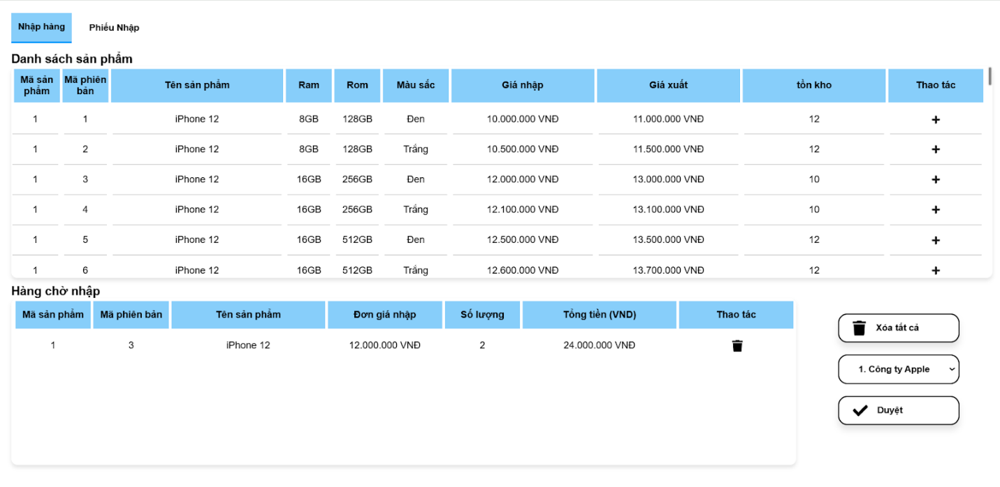 Nhập hàng Phiếu Nhập
Danh sách sản phẩm
Mã sản phẩm Mã phiên bản Tên sản phẩm Ram Rom Màu sắc Giá nhập Giá xuất tồn kho Thao tác
1 1 iPhone 12 8GB 128GB Đen 10.000.000 VNĐ 11.000.000 VNĐ 12 +
1 2 iPhone 12 8GB 128GB Trắng 10.500.000 VNĐ 11.500.000 VNĐ 12 +
1 3 iPhone 12 16GB 256GB Đen 12.000.000 VNĐ 13.000.000 VNĐ 10 +
1 4 iPhone 12 16GB 256GB Trắng 12.100.000 VNĐ 13.100.000 VNĐ 10 +
1 5 iPhone 12 16GB 512GB Đen 12.500.000 VNĐ 13.500.000 VNĐ 12 +
1 6 iPhone 12 16GB 512GB Trắng 12.600.000 VNĐ 13.700.000 VNĐ 12 +
Hàng chờ nhập
Mã sản phẩm Mã phiên bản Tên sản phẩm Đơn giá nhập Số lượng Tổng tiền (VND) Thao tác
1 3 iPhone 12 12.000.000 VNĐ 2 24.000.000 VNĐ
Xóa tất cả
1. Công ty Apple
Duyệt